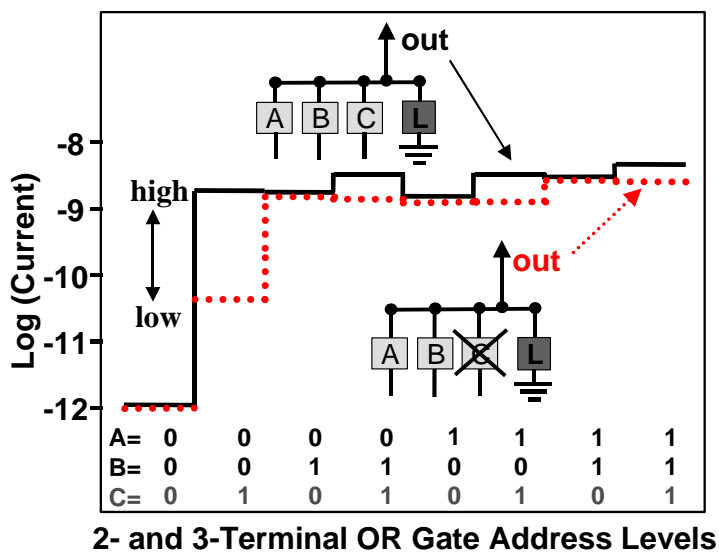 out
A B C L
-8
high
-9
Log (Current)
-10
out
low
A B C L
-11
-12
A= 0 0 0 0 1 1 1 1
B= 0 0 1 1 0 0 1 1
C= 0 1 0 1 0 1 0 1
2- and 3-Terminal OR Gate Address Levels